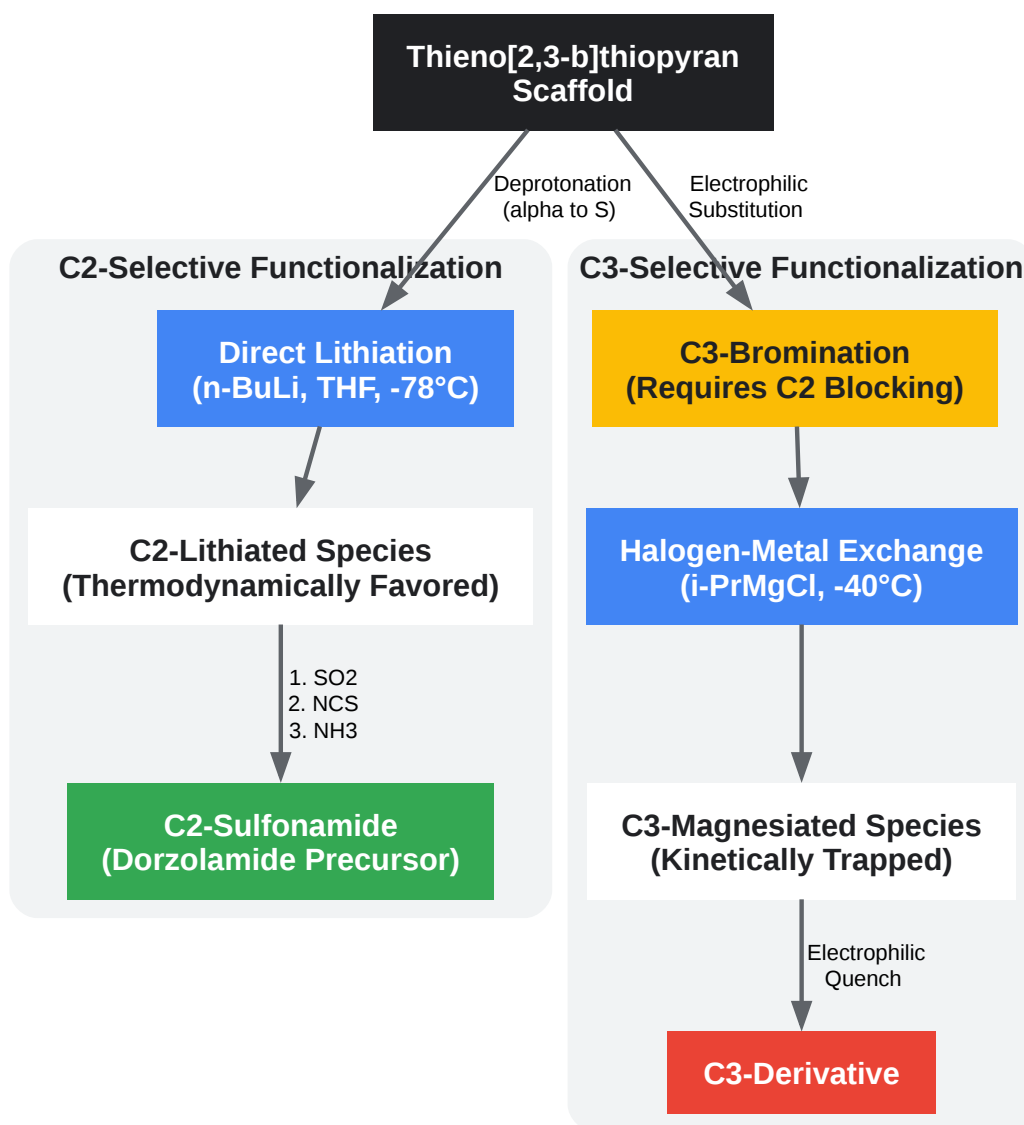 Thieno[2,3-b]thiopyran
Scaffold
Deprotonation
(alpha to S)
Electrophilic
Substitution
C2-Selective Functionalization
Direct Lithiation
(n-BuLi, THF, -78°C)
C2-Lithiated Species
(Thermodynamically Favored)
1. SO2
2. NCS
3. NH3
C2-Sulfonamide
(Dorzolamide Precursor)
C3-Selective Functionalization
C3-Bromination
(Requires C2 Blocking)
Halogen-Metal Exchange
(i-PrMgCl, -40°C)
C3-Magnesiated Species
(Kinetically Trapped)
Electrophilic
Quench
C3-Derivative